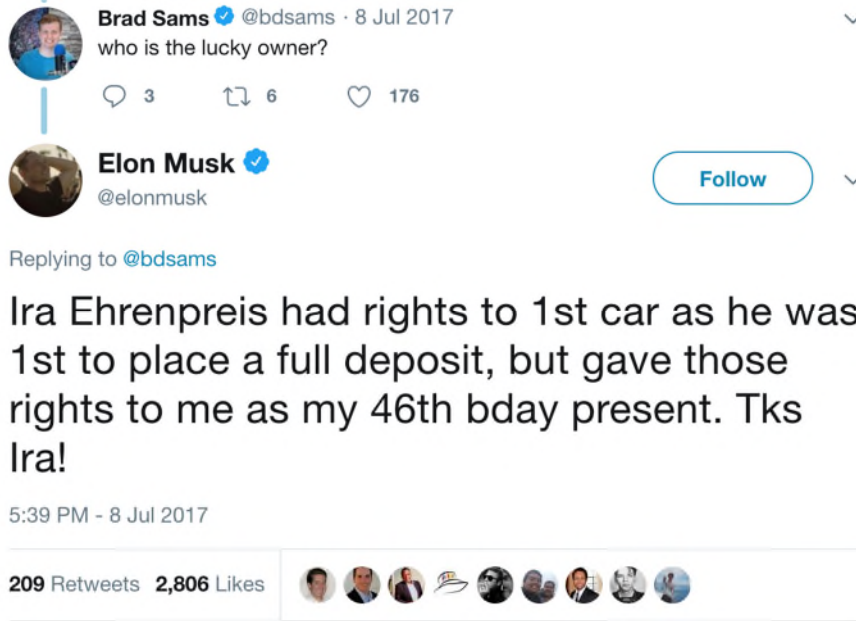 Brad Sams @bdsams · 8 Jul 2017
who is the lucky owner?
3 6 176
Elon Musk
@elonmusk
Follow
Replying to @bdsams
Ira Ehrenpreis had rights to 1st car as he was
1st to place a full deposit, but gave those
rights to me as my 46th bday present. Tks
Ira!
5:39 PM - 8 Jul 2017
209 Retweets 2,806 Likes